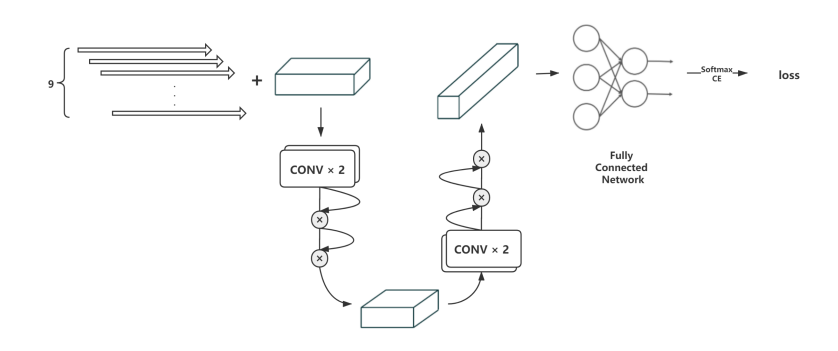 9
+
CONV × 2
×
×
CONV × 2
×
×
Fully
Connected
Network
Softmax
CE
loss